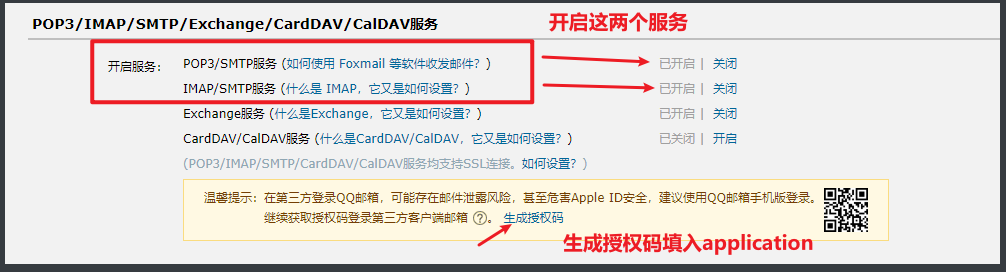 POP3/IMAP/SMTP/Exchange/CardDAV/CalDAV服务
开启这两个服务
开启服务： POP3/SMTP服务 (如何使用 Foxmail 等软件收发邮件？) 已开启 | 关闭
IMAP/SMTP服务 (什么是 IMAP，它又是如何设置？) 已开启 | 关闭
Exchange服务 (什么是Exchange，它又是如何设置？) 已开启 | 关闭
CardDAV/CalDAV服务 (什么是CardDAV/CalDAV，它又是如何设置？) 已关闭 | 开启
(POP3/IMAP/SMTP/CardDAV/CalDAV服务均支持SSL连接。如何设置？)
温馨提示：在第三方登录QQ邮箱，可能存在邮件泄露风险，甚至危害Apple ID安全，建议使用QQ邮箱手机版登录。
继续获取授权码登录第三方客户端邮箱 ?。 生成授权码
生成授权码填入application